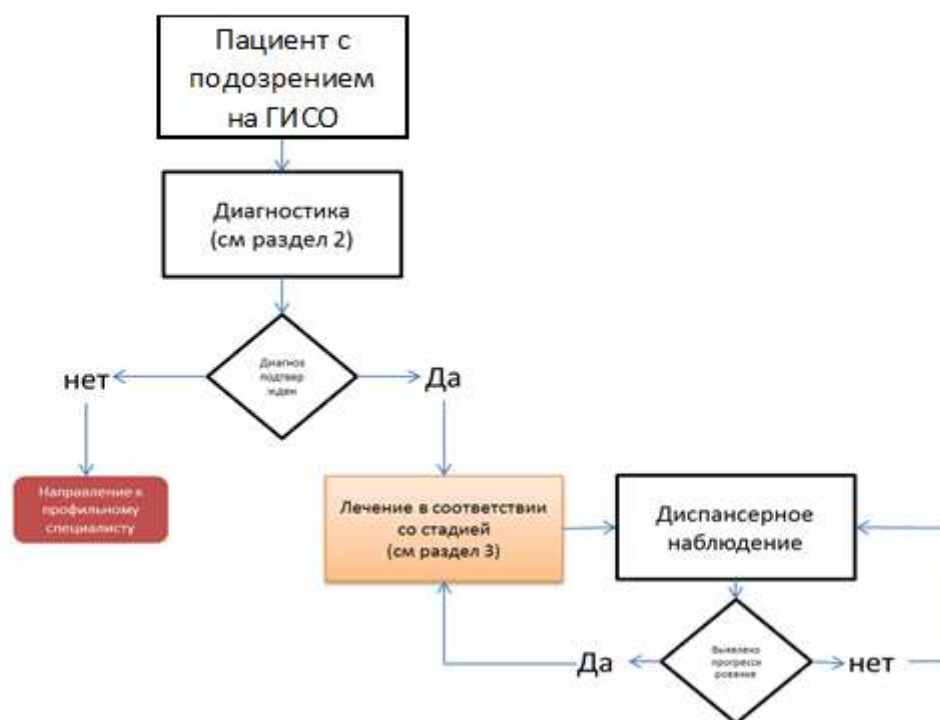 Пациент с
подозрением
на ГИСО
Диагностика
(см раздел 2)
Диагноз
подтвер
жден
нет
Да
Направление к
профильному
специалисту
Лечение в соответствии
со стадией
(см раздел 3)
Диспансерное
наблюдение
Выявлено
прогресси
рование
Да
нет